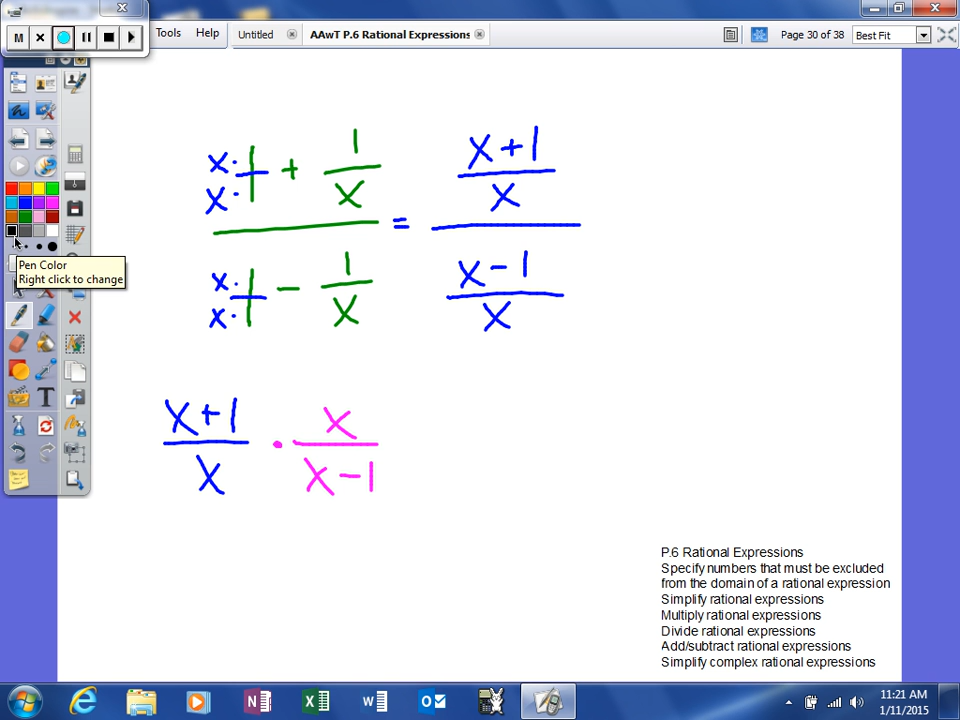 M
Tools Help Untitled AAwT P.6 Rational Expressions Page 30 of 38 Best Fit
x · 1 + 1 = x+1
x · 1 x x
x · 1 − 1 x−1
x · 1 x x
Pen Color
Right click to change
T
x+1 · x
x x−1
P.6 Rational Expressions
Specify numbers that must be excluded
from the domain of a rational expression
Simplify rational expressions
Multiply rational expressions
Divide rational expressions
Add/subtract rational expressions
Simplify complex rational expressions
11:21 AM
1/11/2015